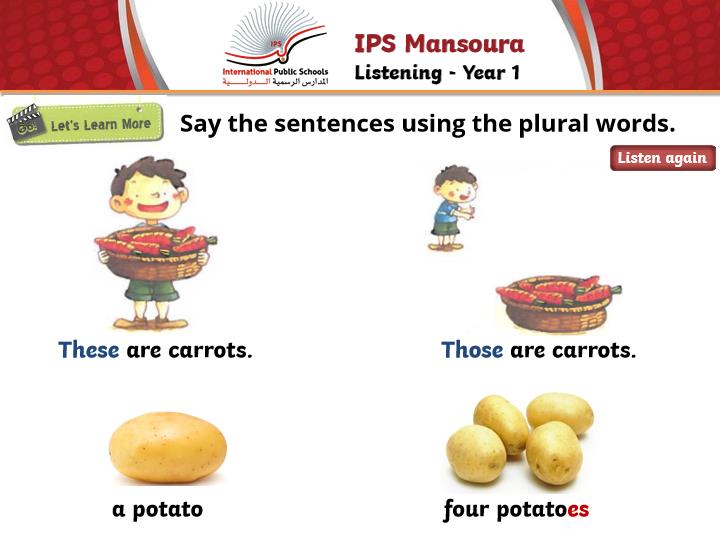 IPS
International Public Schools
المدارس الرسمية الدولية
IPS Mansoura
Listening - Year 1
GO!
Let's Learn More
Say the sentences using the plural words.
Listen again
These are carrots.
Those are carrots.
a potato
four potatoes